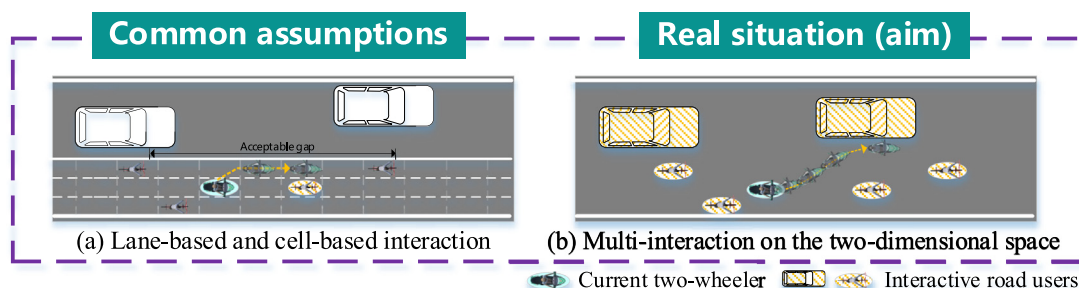 Common assumptions
Real situation (aim)
Acceptable gap
(a) Lane-based and cell-based interaction
(b) Multi-interaction on the two-dimensional space
Current two-wheeler
Interactive road users